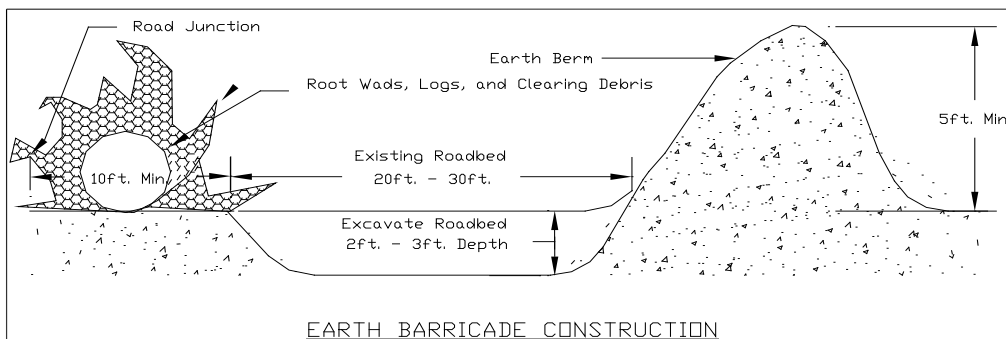 Road Junction
Earth Berm
Root Wads, Logs, and Clearing Debris
5ft. Min
Existing Roadbed
10ft. Min.
20ft. - 30ft.
Excavate Roadbed
2ft. - 3ft. Depth
EARTH BARRICADE CONSTRUCTION